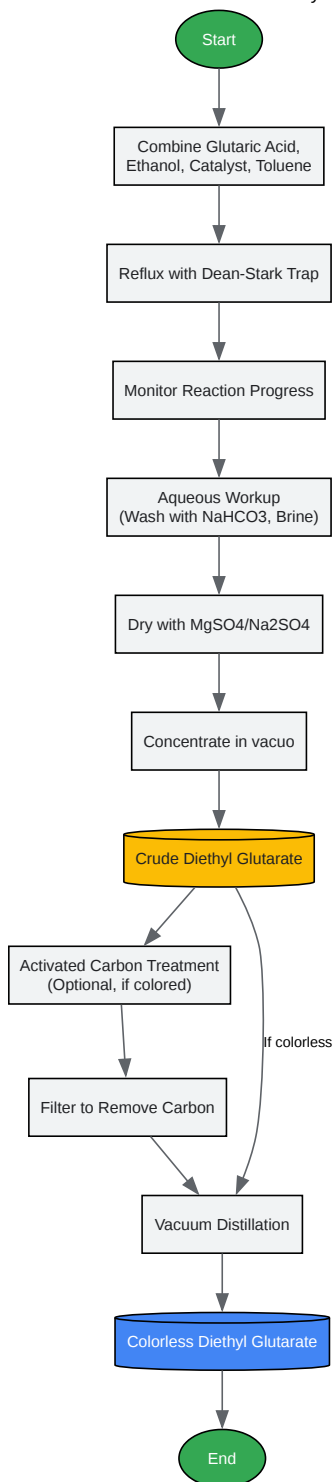 Start
Combine Glutaric Acid,
Ethanol, Catalyst, Toluene
Reflux with Dean-Stark Trap
Monitor Reaction Progress
Aqueous Workup
(Wash with NaHCO3, Brine)
Dry with MgSO4/Na2SO4
Concentrate in vacuo
Crude Diethyl Glutarate
Activated Carbon Treatment
(Optional, if colored)
If colorless
Filter to Remove Carbon
Vacuum Distillation
Colorless Diethyl Glutarate
End